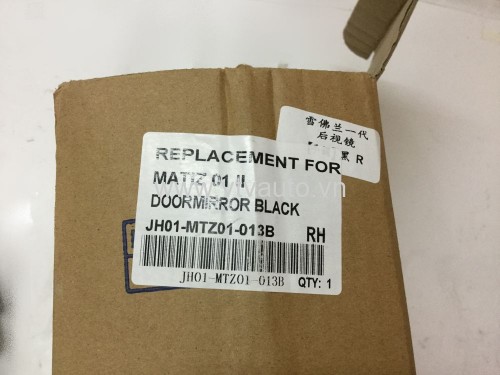 雪佛兰一代
后视镜
黑 R
REPLACEMENT FOR
MATIZ 01 II
DOORMIRROR BLACK
JH01-MTZ01-013B RH
JH01-MTZ01-013B QTY: 1